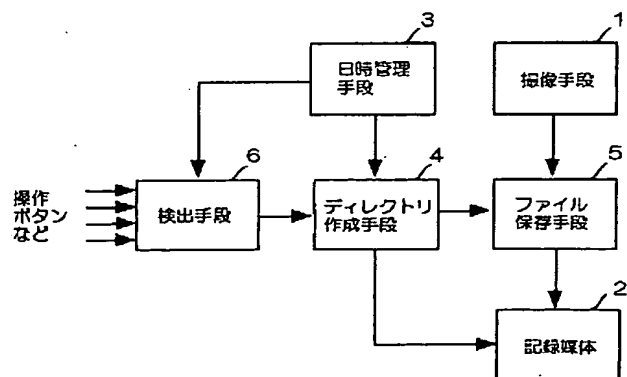 3
日時管理
手段
1
撮像手段
操作
ボタン
など
6
検出手段
4
ディレクトリ
作成手段
5
ファイル
保存手段
2
記録媒体